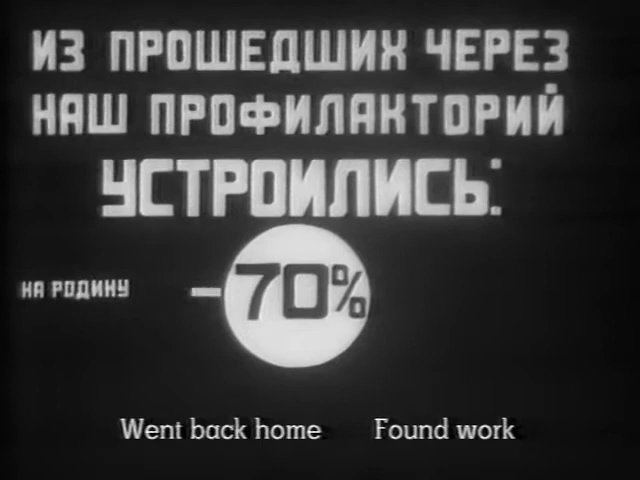 ИЗ ПРОШЕДШИХ ЧЕРЕЗ
НАШ ПРОФИЛАКТОРИЙ
УСТРОИЛИСЬ:
НА РОДИНУ – 70%
Went back home Found work